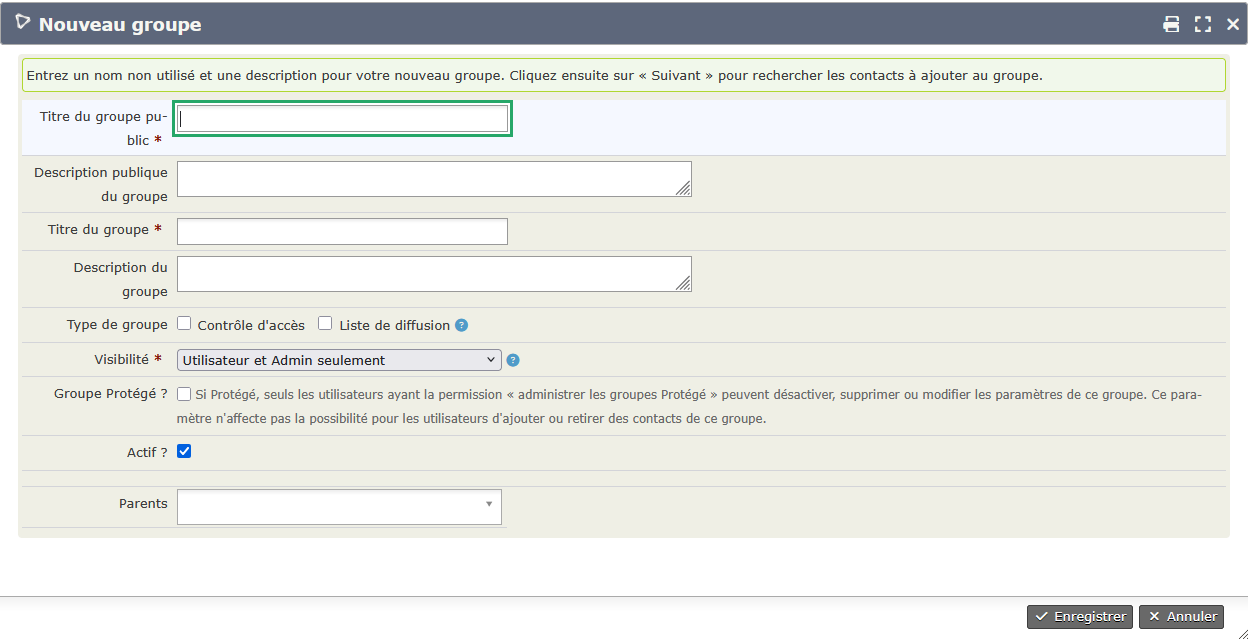 Nouveau groupe
Entrez un nom non utilisé et une description pour votre nouveau groupe. Cliquez ensuite sur « Suivant » pour rechercher les contacts à ajouter au groupe.
Titre du groupe pu-
blic *
Description publique
du groupe
Titre du groupe *
Description du
groupe
Type de groupe Contrôle d'accès Liste de diffusion ?
Visibilité * Utilisateur et Admin seulement ?
Groupe Protégé ? Si Protégé, seuls les utilisateurs ayant la permission « administrer les groupes Protégé » peuvent désactiver, supprimer ou modifier les paramètres de ce groupe. Ce para-
mètre n'affecte pas la possibilité pour les utilisateurs d'ajouter ou retirer des contacts de ce groupe.
Actif ?
Parents
Enregistrer Annuler